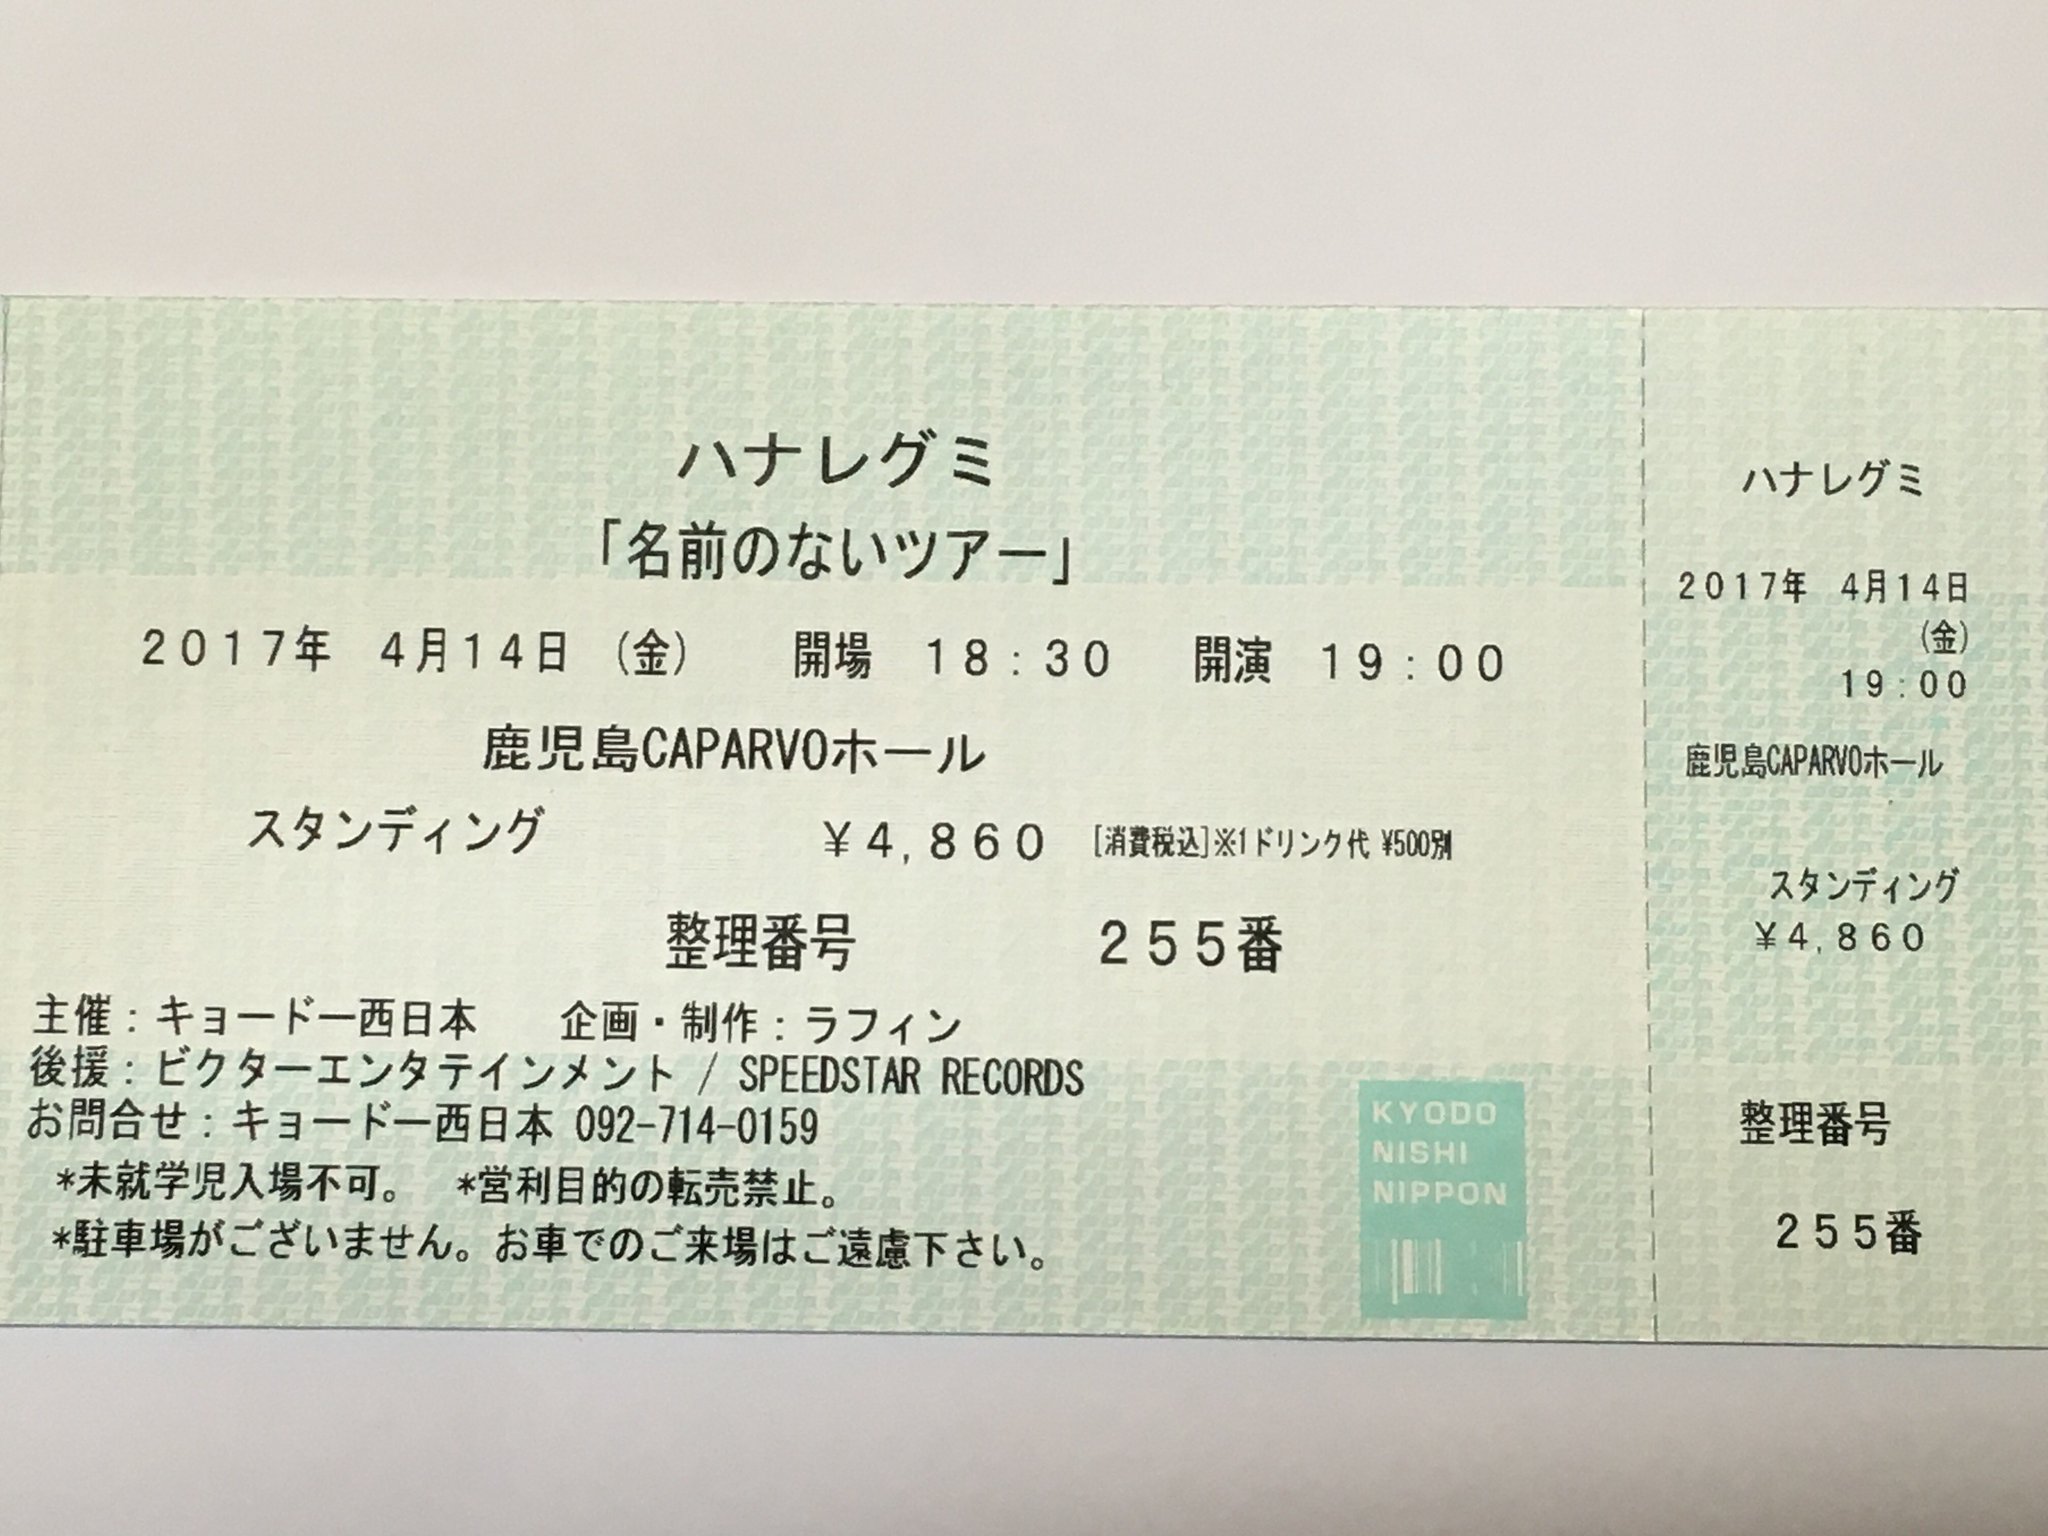 ハナレグミ
「名前のないツアー」
2017年 4月14日 (金) 開場 18:30 開演 19:00
鹿児島CAPARVOホール
スタンディング ¥4,860 [消費税込]※1ドリンク代 ¥500別
整理番号 255番
主催:キョードー西日本 企画・制作:ラフィン
後援:ビクターエンタテインメント / SPEEDSTAR RECORDS
お問合せ:キョードー西日本 092-714-0159
*未就学児入場不可。 *営利目的の転売禁止。
*駐車場がございません。お車でのご来場はご遠慮下さい。
KYODO
NISHI
NIPPON
ハナレグミ
2017年 4月14日
(金)
19:00
鹿児島CAPARVOホール
スタンディング
¥4,860
整理番号
255番